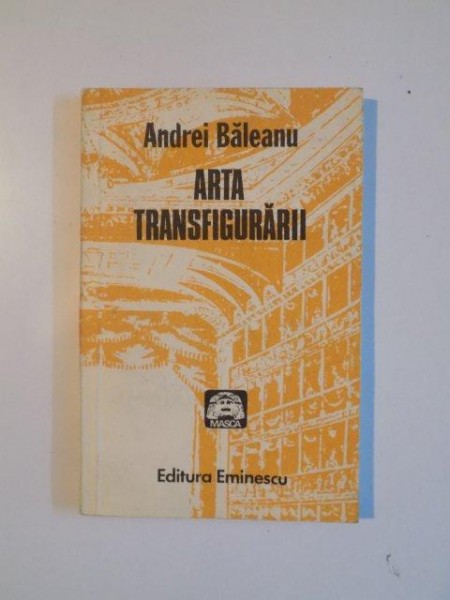 Andrei Băleanu
ARTA
TRANSFIGURĂRII
MASCA
Editura Eminescu